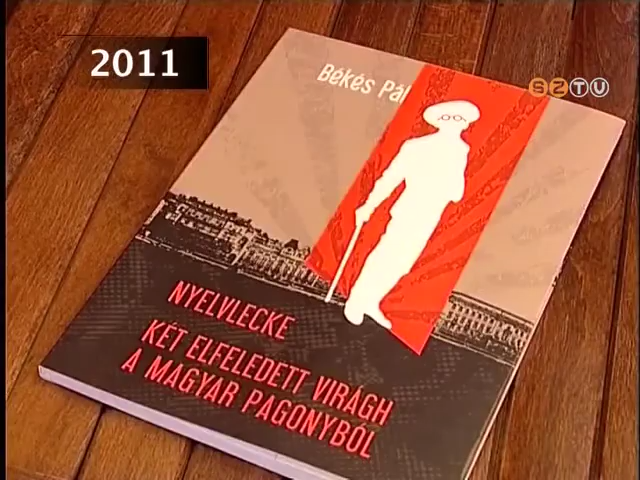 2011
SZTV
Békés Pál
NYELVLECKE
KÉT ELFELEDETT VIRÁGH
A MAGYAR PAGONYBÓL